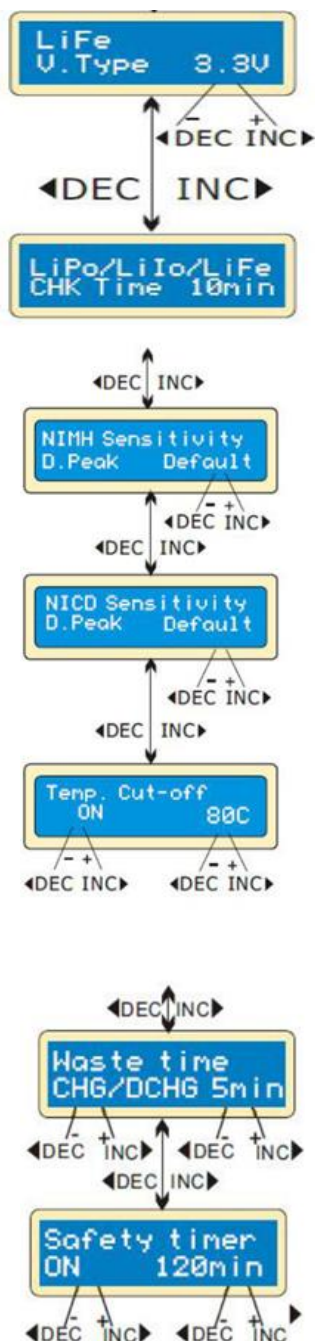 LiFe
V.Type 3.3V
- +
◀DEC INC▶
◀DEC INC▶
LiPo/LiIo/LiFe
CHK Time 10min
◀DEC INC▶
NIMH Sensitivity
D.Peak Default
- +
◀DEC INC▶
◀DEC INC▶
NICD Sensitivity
D.Peak Default
- +
◀DEC INC▶
◀DEC INC▶
Temp. Cut-off
ON 80C
- + - +
◀DEC INC▶ ◀DEC INC▶
◀DEC INC▶
Waste time
CHG/DCHG 5min
- + - +
◀DEC INC▶ ◀DEC INC▶
◀DEC INC▶
Safety timer
ON 120min
- + - +
◀DEC INC▶ ◀DEC INC▶